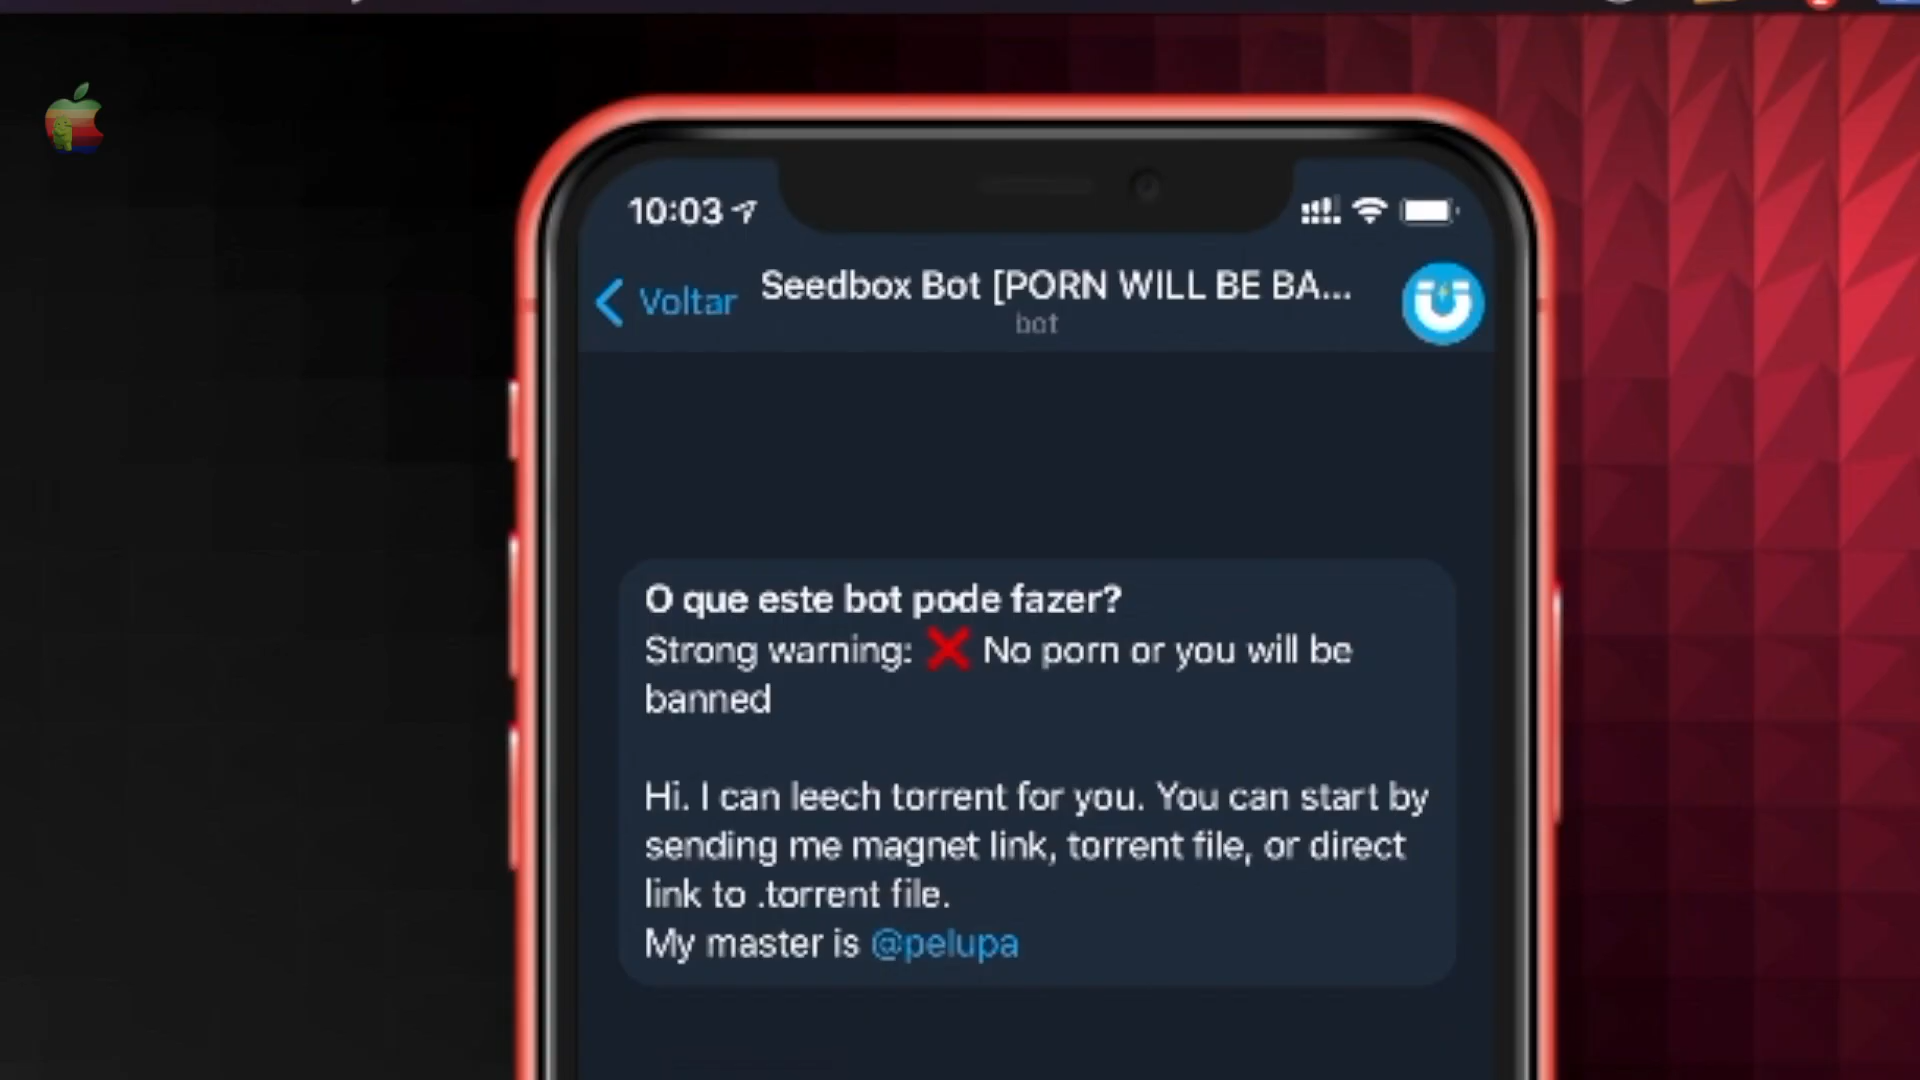 10:03
Voltar
Seedbox Bot [PORN WILL BE BA...
bot
O que este bot pode fazer?
Strong warning: ❌ No porn or you will be
banned
Hi. I can leech torrent for you. You can start by
sending me magnet link, torrent file, or direct
link to .torrent file.
My master is @pelupa